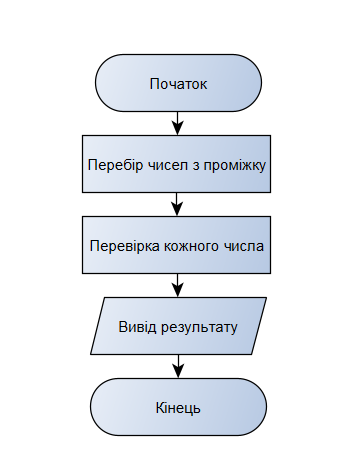 Початок
Перебір чисел з проміжку
Перевірка кожного числа
Вивід результату
Кінець